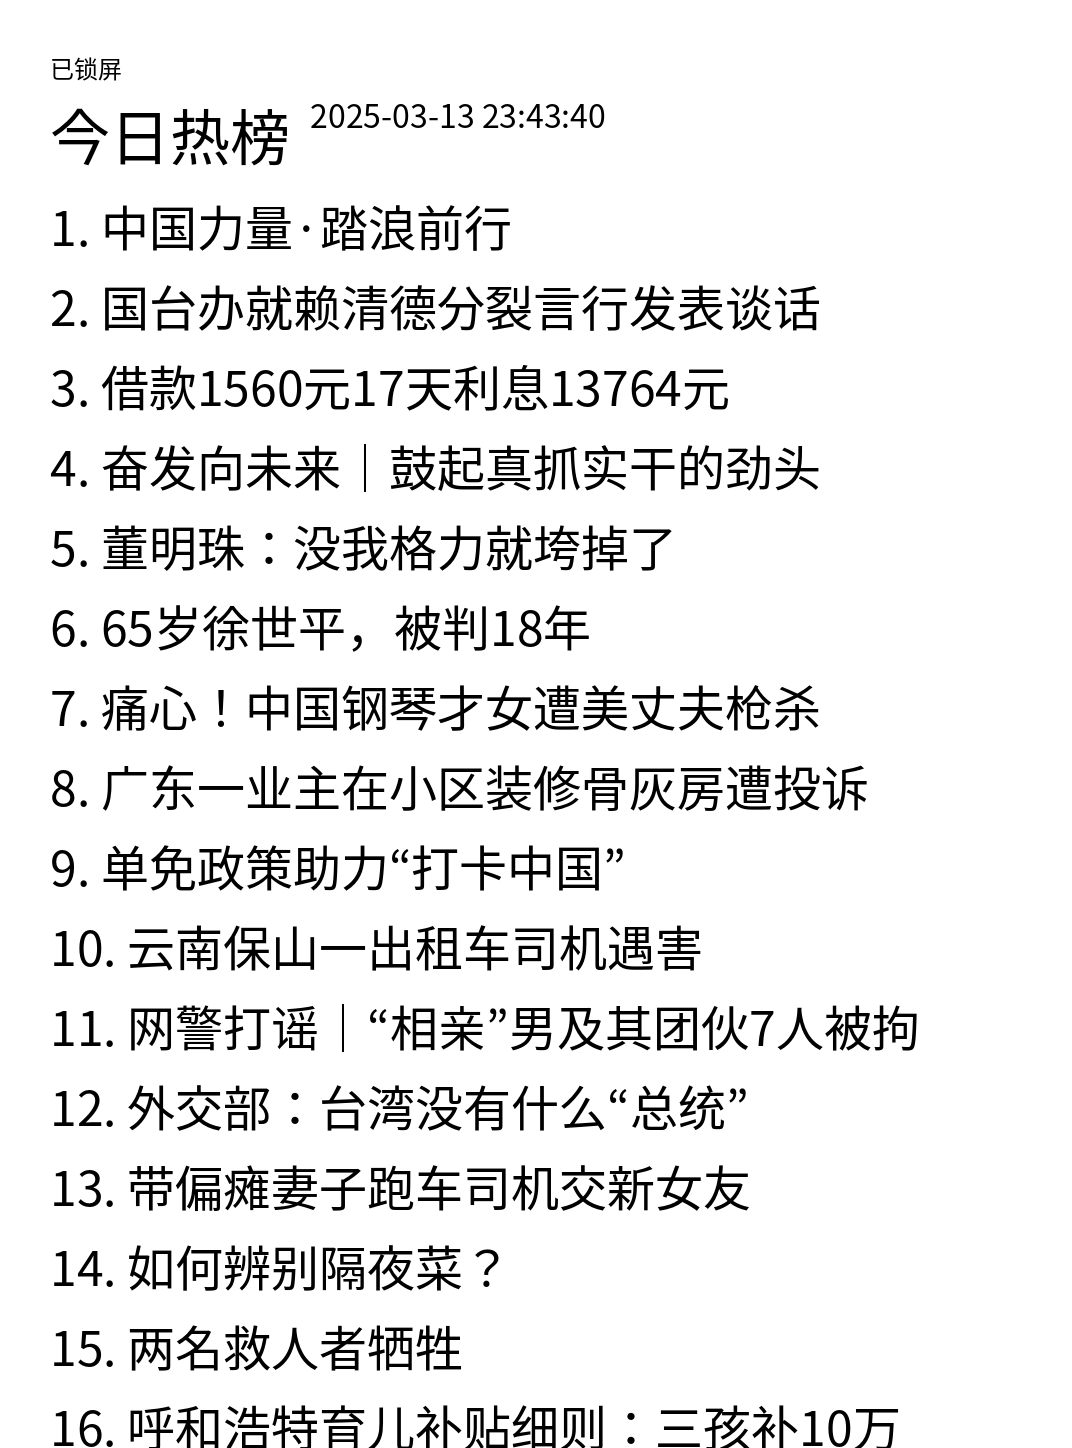 已锁屏
今日热榜 2025-03-13 23:43:40
1. 中国力量·踏浪前行
2. 国台办就赖清德分裂言行发表谈话
3. 借款1560元17天利息13764元
4. 奋发向未来｜鼓起真抓实干的劲头
5. 董明珠：没我格力就垮掉了
6. 65岁徐世平，被判18年
7. 痛心！中国钢琴才女遭美丈夫枪杀
8. 广东一业主在小区装修骨灰房遭投诉
9. 单免政策助力“打卡中国”
10. 云南保山一出租车司机遇害
11. 网警打谣｜“相亲”男及其团伙7人被拘
12. 外交部：台湾没有什么“总统”
13. 带偏瘫妻子跑车司机交新女友
14. 如何辨别隔夜菜？
15. 两名救人者牺牲
16. 呼和浩特育儿补贴细则：三孩补10万